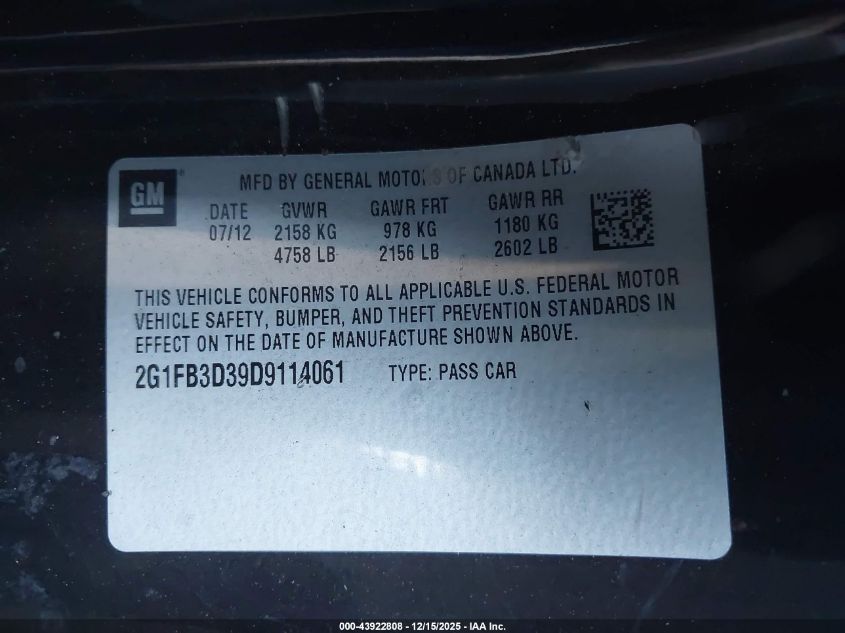 GM
MFD BY GENERAL MOTORS OF CANADA LTD.
DATE GVWR GAWR FRT GAWR RR
07/12 2158 KG 978 KG 1180 KG
4758 LB 2156 LB 2602 LB
THIS VEHICLE CONFORMS TO ALL APPLICABLE U.S. FEDERAL MOTOR
VEHICLE SAFETY, BUMPER, AND THEFT PREVENTION STANDARDS IN
EFFECT ON THE DATE OF MANUFACTURE SHOWN ABOVE.
2G1FB3D39D9114061 TYPE: PASS CAR
000-43922808 - 12/15/2025 - IAA Inc.